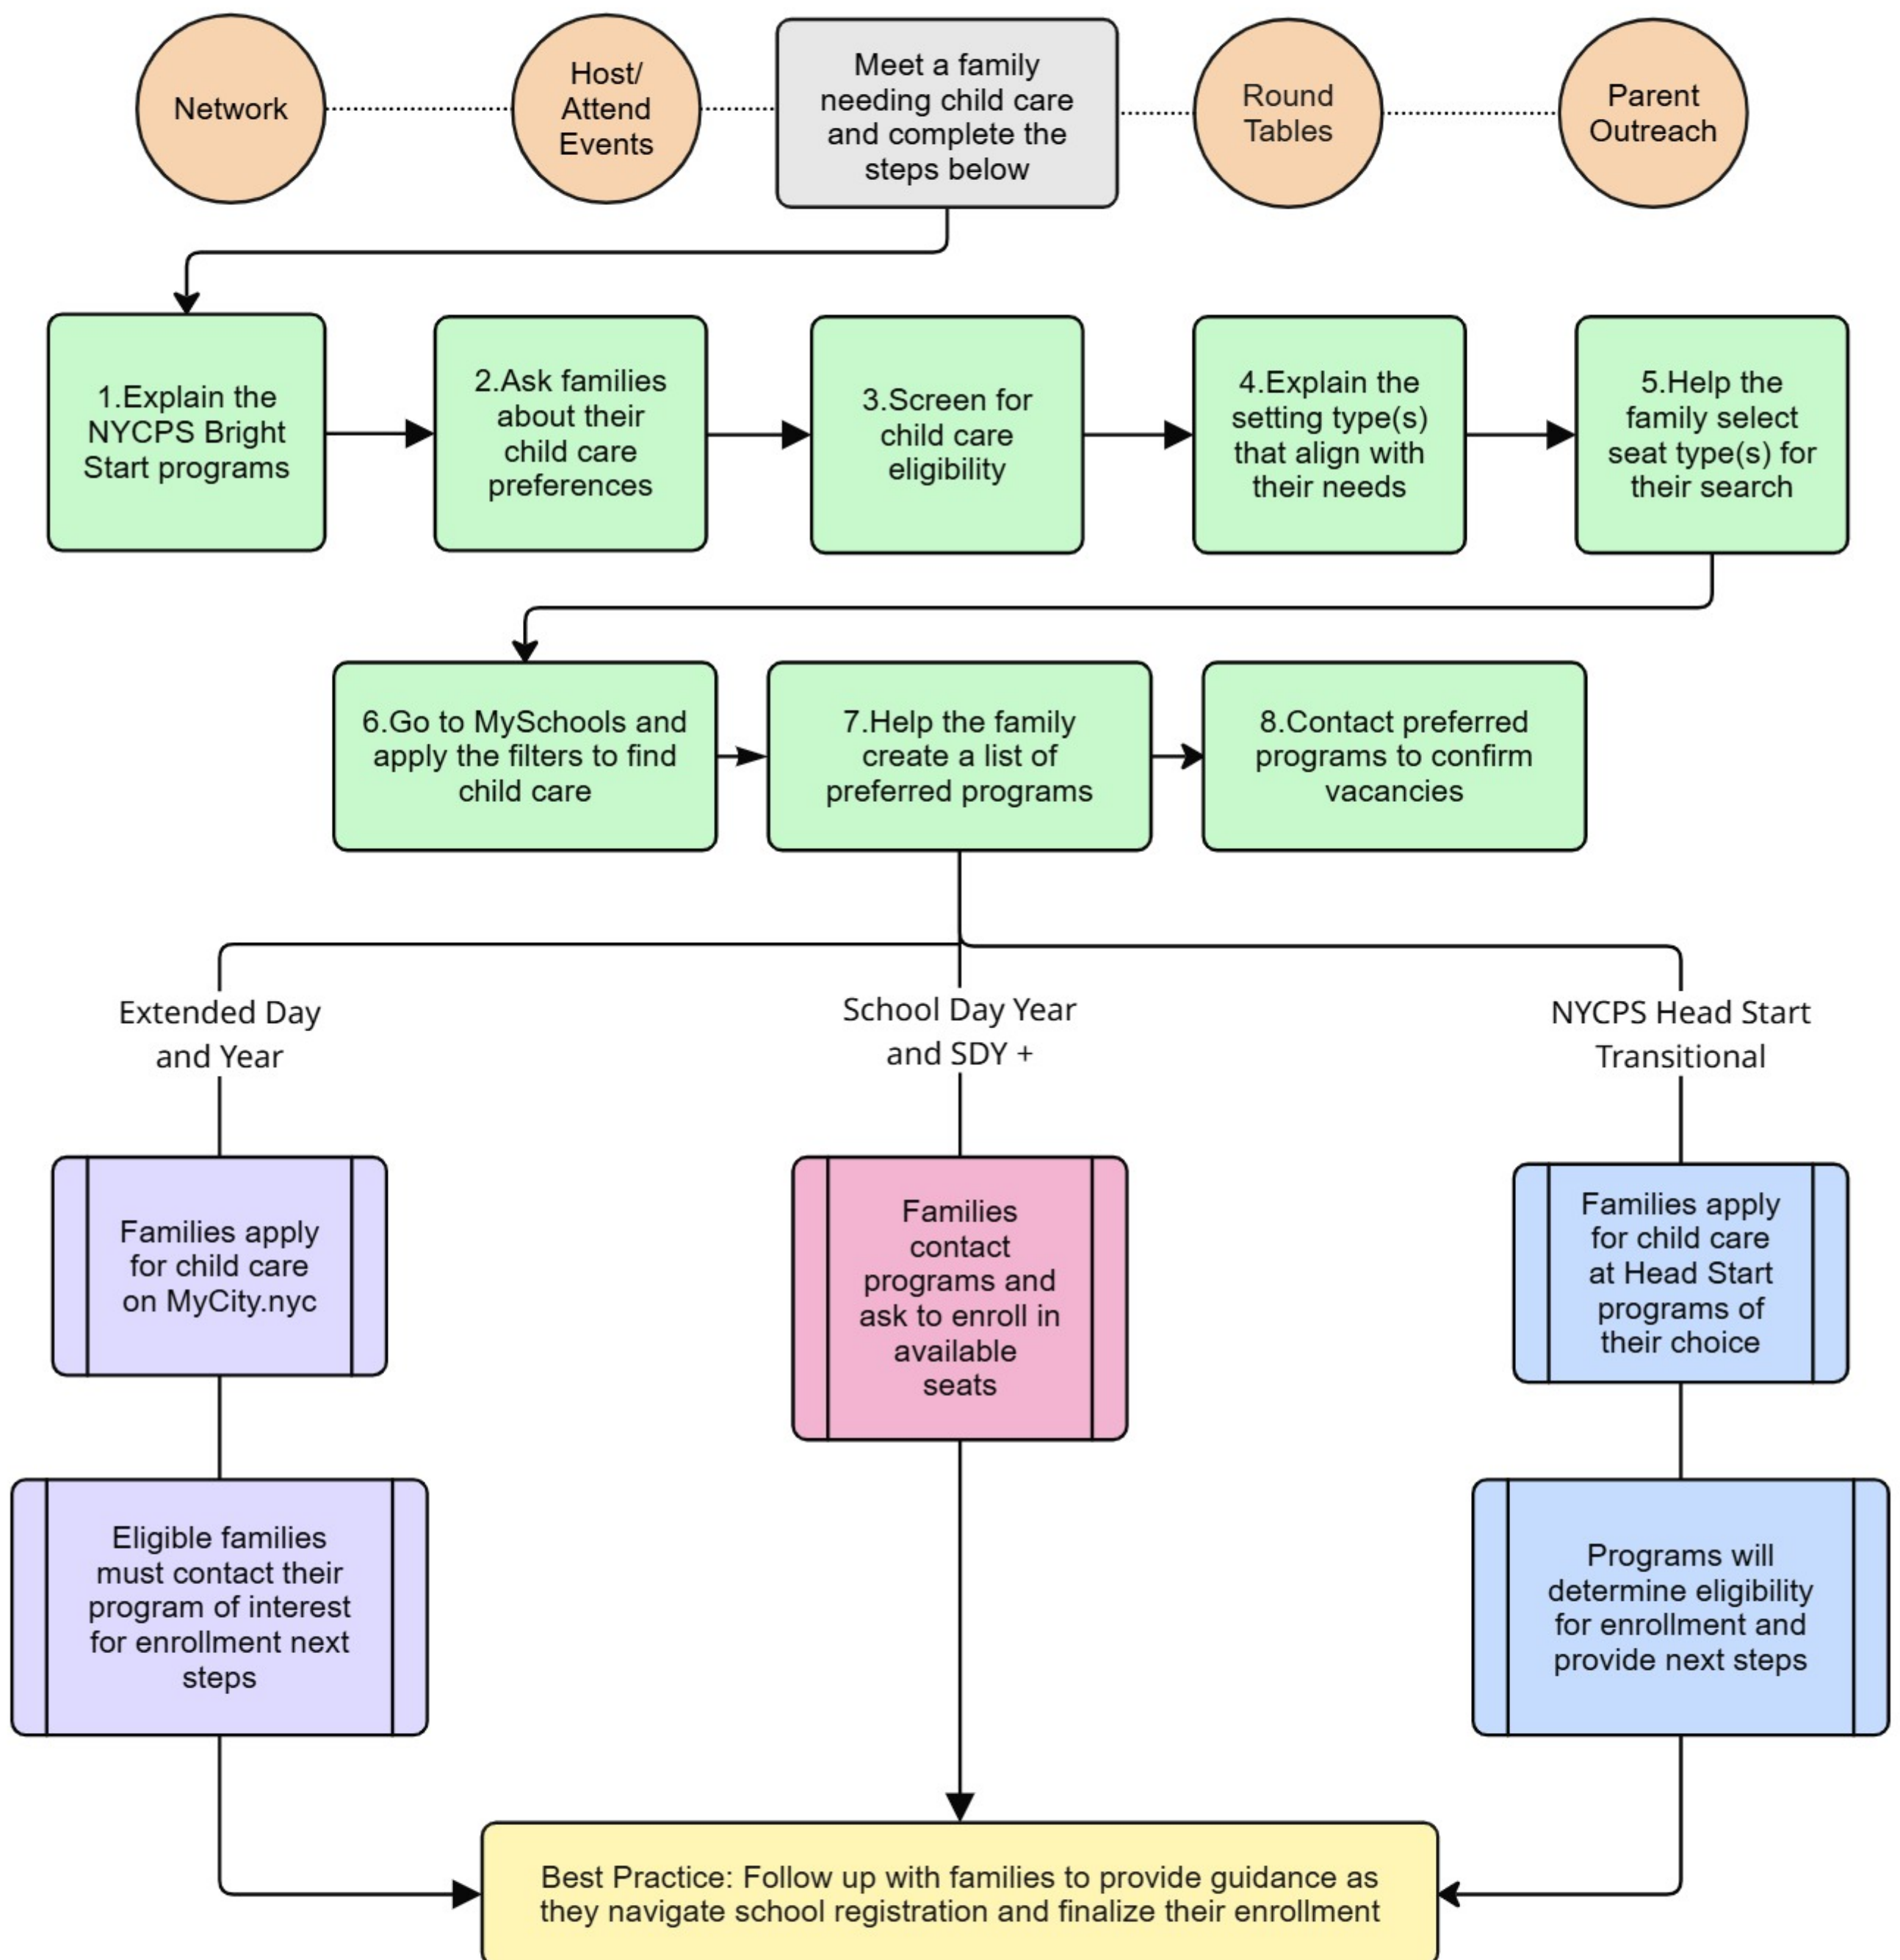 Network
Host/
Attend
Events
Meet a family
needing child care
and complete the
steps below
Round
Tables
Parent
Outreach
1.Explain the
NYCPS Bright
Start programs
2.Ask families
about their
child care
preferences
3.Screen for
child care
eligibility
4.Explain the
setting type(s)
that align with
their needs
5.Help the
family select
seat type(s) for
their search
6.Go to MySchools and
apply the filters to find
child care
7.Help the family
create a list of
preferred programs
8.Contact preferred
programs to confirm
vacancies
Extended Day
and Year
School Day Year
and SDY +
NYCPS Head Start
Transitional
Families apply
for child care
on MyCity.nyc
Families
contact
programs and
ask to enroll in
available
seats
Families apply
for child care
at Head Start
programs of
their choice
Eligible families
must contact their
program of interest
for enrollment next
steps
Programs will
determine eligibility
for enrollment and
provide next steps
Best Practice: Follow up with families to provide guidance as
they navigate school registration and finalize their enrollment